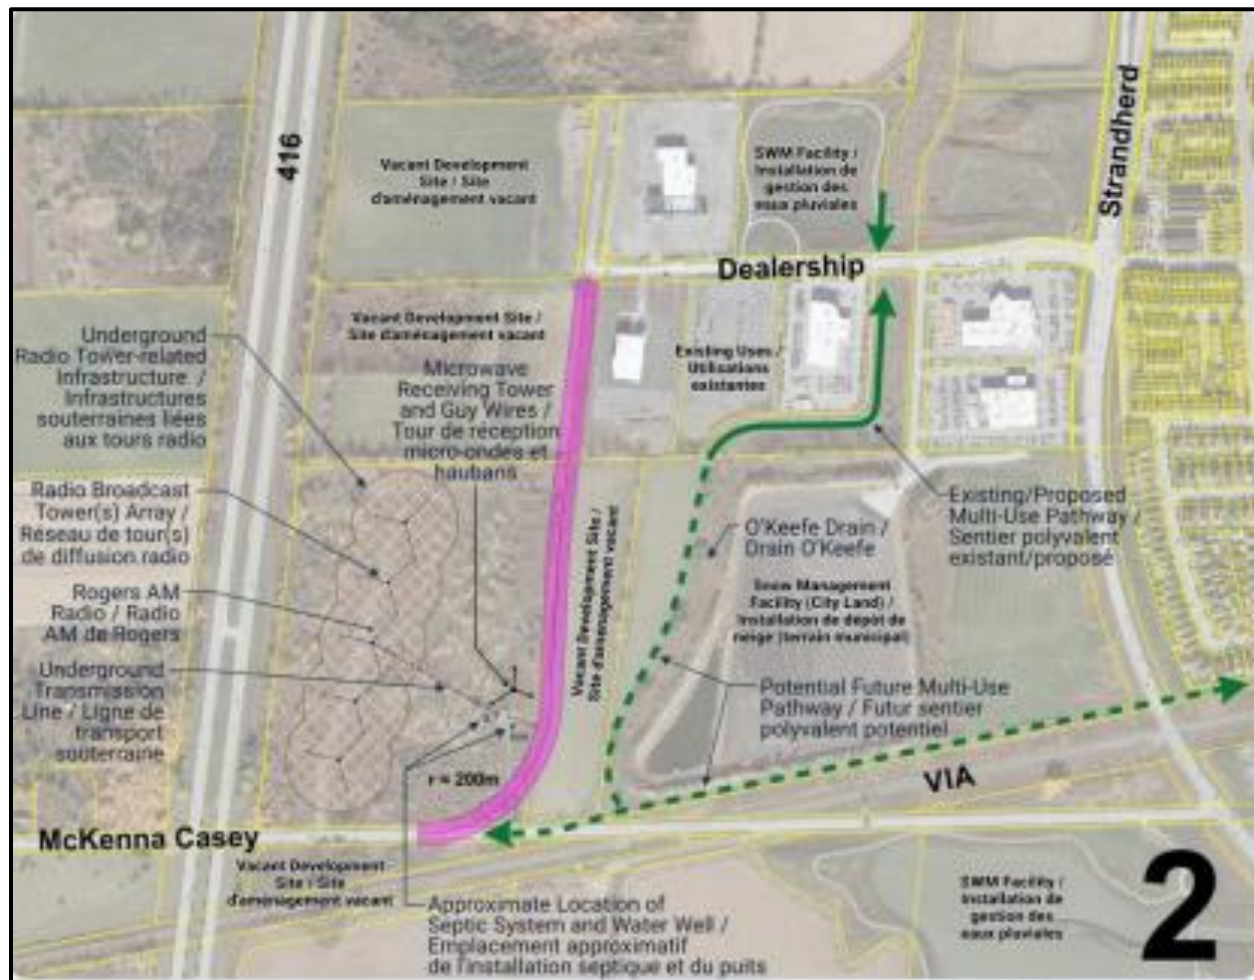 416
Strandherd
Vacant Development
Site / Site
d'aménagement vacant
SWM Facility /
Installation de
gestion des
eaux pluviales
Dealership
Vacant Development Site /
Site d'aménagement vacant
Existing Uses /
Utilisations
existantes
Underground
Radio Tower-related
Infrastructure /
Infrastructures
souterraines liées
aux tours radio
Microwave
Receiving Tower
and Guy Wires /
Tour de réception
micro-ondes et
haubans
Radio Broadcast
Tower(s) Array /
Réseau de tour(s)
de diffusion radio
Existing/Proposed
Multi-Use Pathway /
Sentier polyvalent
existant/proposé
O'Keefe Drain /
Drain O'Keefe
Snow Management
Facility (City Land) /
Installation de dépôt de
neige (terrain municipal)
Rogers AM
Radio / Radio
AM de Rogers
Vacant Development Site /
Site d'aménagement vacant
Underground
Transmission
Line / Ligne de
transport
souterraine
Potential Future Multi-Use
Pathway / Futur sentier
polyvalent potentiel
r = 200m
VIA
McKenna Casey
Vacant Development
Site / Site
d'aménagement vacant
Approximate Location of
Septic System and Water Well /
Emplacement approximatif
de l'installation septique et du puits
SWM Facility /
Installation de
gestion des
eaux pluviales
2